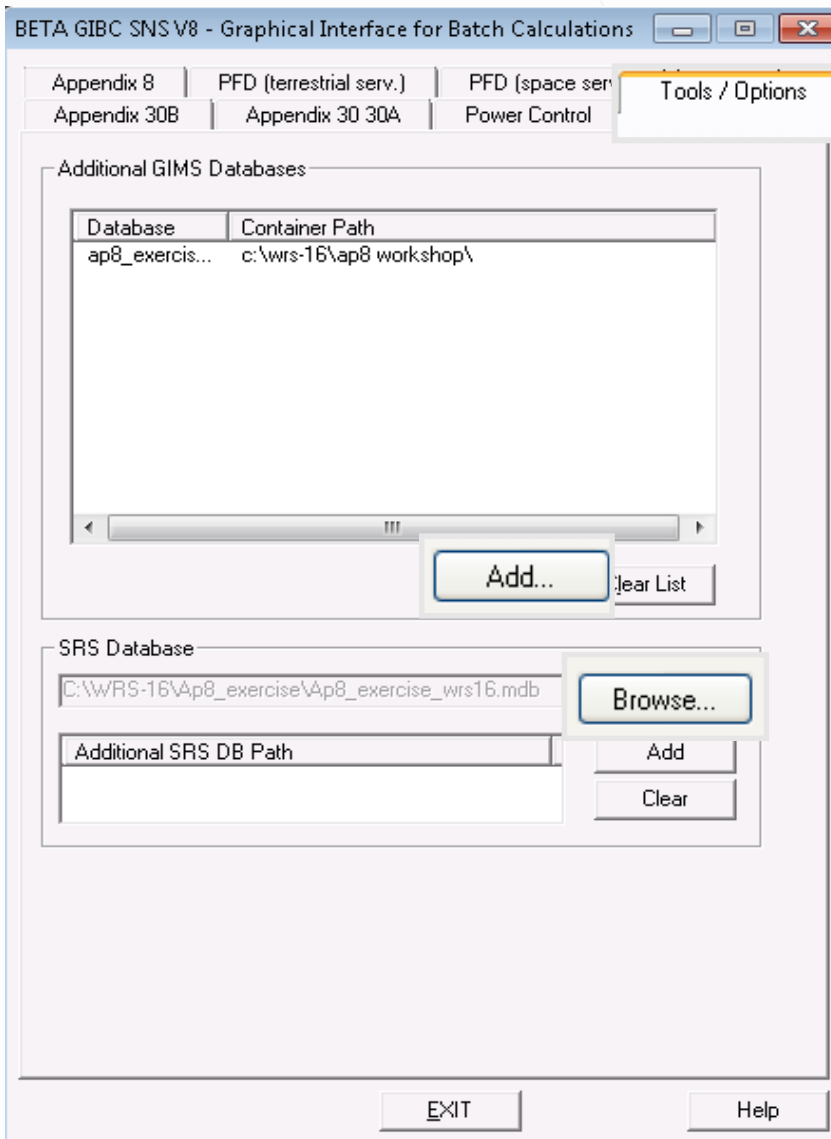 BETA GIBC SNS V8 - Graphical Interface for Batch Calculations
Appendix 8 PFD (terrestrial serv.) PFD (space ser Tools / Options
Appendix 30B Appendix 30 30A Power Control
Additional GIMS Databases
Database Container Path
ap8_exercis... c:\wrs-16\ap8 workshop\
Add... Clear List
SRS Database
C:\WRS-16\Ap8_exercise\Ap8_exercise_wrs16.mdb Browse...
Additional SRS DB Path Add
Clear
EXIT Help